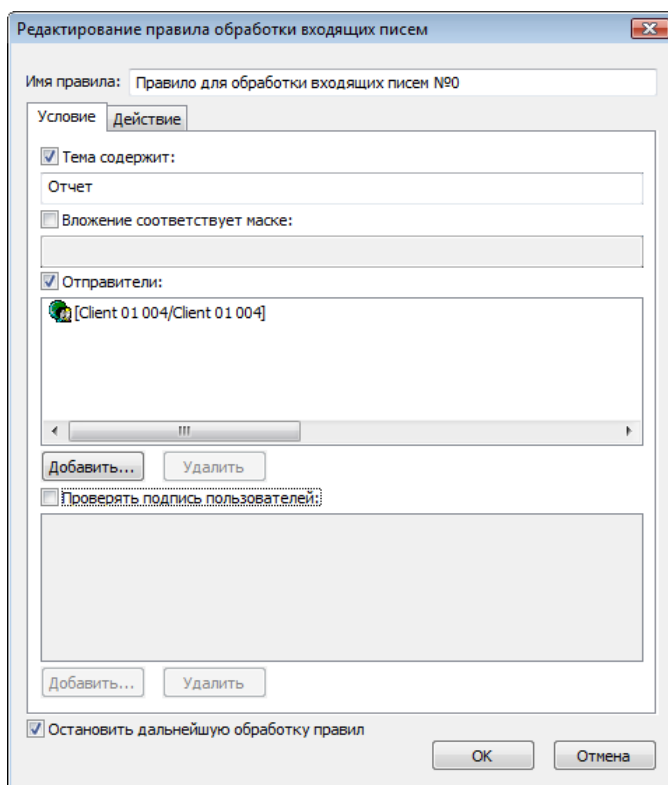 Редактирование правила обработки входящих писем
Имя правила: Правило для обработки входящих писем №0
Условие Действие
Тема содержит:
Отчет
Вложение соответствует маске:
Отправители:
[Client 01 004/Client 01 004]
Добавить... Удалить
Проверять подпись пользователей:
Добавить... Удалить
Остановить дальнейшую обработку правил
OK Отмена